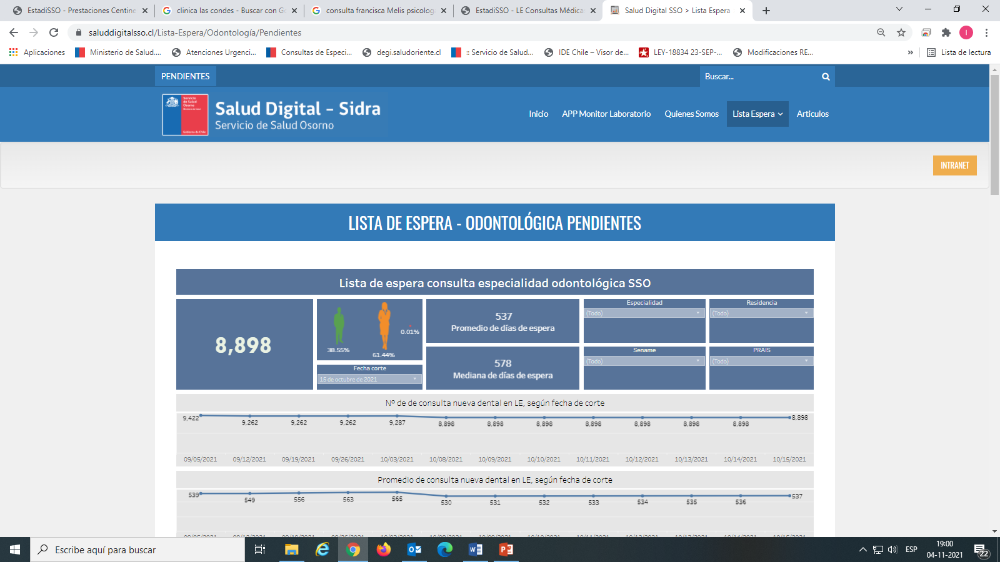 EstadiSSO - Prestaciones Centine
clinica las condes - Buscar con Go
consulta francisca Melis psicolog
EstadiSSO - LE Consultas Médica
Salud Digital SSO > Lista Espera
saluddigitalsso.cl/Lista-Espera/Odontología/Pendientes
I
Aplicaciones
Ministerio de Salud....
Atenciones Urgenci...
Consultas de Especi...
degi.saludoriente.cl
:: Servicio de Salud...
IDE Chile – Visor de...
LEY-18834 23-SEP-...
Modificaciones RE...
»
Lista de lectura
PENDIENTES
Buscar...
Servicio de Salud Osorno
Gobierno de Chile
Salud Digital – Sidra
Servicio de Salud Osorno
Inicio
APP Monitor Laboratorio
Quienes Somos
Lista Espera
Articulos
INTRANET
LISTA DE ESPERA - ODONTOLÓGICA PENDIENTES
Lista de espera consulta especialidad odontológica SSO
8,898
38.55%
61.44%
0.01%
Fecha corte
15 de octubre de 2021
537
Promedio de días de espera
578
Mediana de días de espera
Especialidad
(Todo)
Residencia
(Todo)
Sename
(Todo)
PRAIS
(Todo)
Nº de de consulta nueva dental en LE, según fecha de corte
9,422 9,262 9,262 9,262 9,287 8,898 8,898 8,898 8,898 8,898 8,898 8,898 8,898
09/05/2021 09/12/2021 09/19/2021 09/26/2021 10/03/2021 10/08/2021 10/09/2021 10/10/2021 10/11/2021 10/12/2021 10/13/2021 10/14/2021 10/15/2021
Promedio de consulta nueva dental en LE, según fecha de corte
539 549 556 563 565 530 531 532 533 534 535 536 537
Escribe aquí para buscar
ESP
19:00
04-11-2021
22